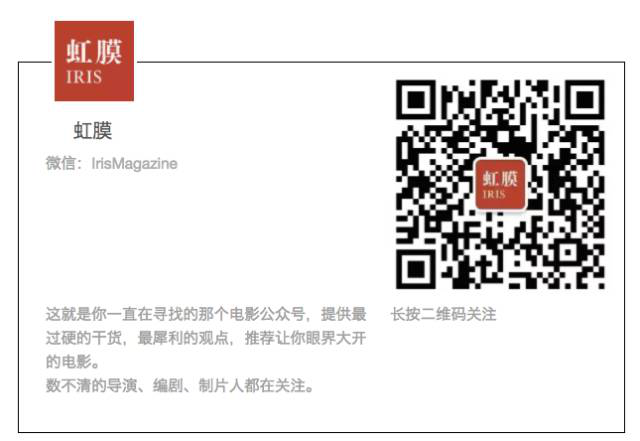 虹膜
IRIS
虹膜
微信：IrisMagazine
虹膜
IRIS
这就是你一直在寻找的那个电影公众号，提供最
过硬的干货，最犀利的观点，推荐让你眼界大开
的电影。
数不清的导演、编剧、制片人都在关注。
长按二维码关注